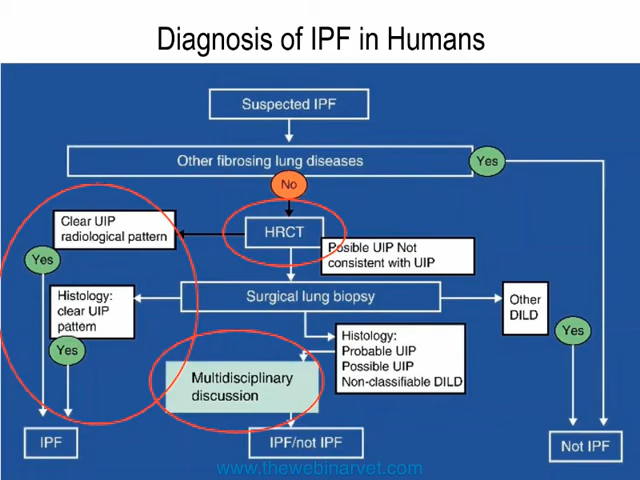 Diagnosis of IPF in Humans
Suspected IPF
Other fibrosing lung diseases
Yes
No
Clear UIP
radiological pattern
HRCT
Posible UIP Not
consistent with UIP
Yes
Histology:
clear UIP
pattern
Surgical lung biopsy
Other
DILD
Yes
Yes
Histology:
Probable UIP
Possible UIP
Non-classifiable DILD
Multidisciplinary
discussion
IPF
IPF/not IPF
Not IPF
www.thewebinarvet.com